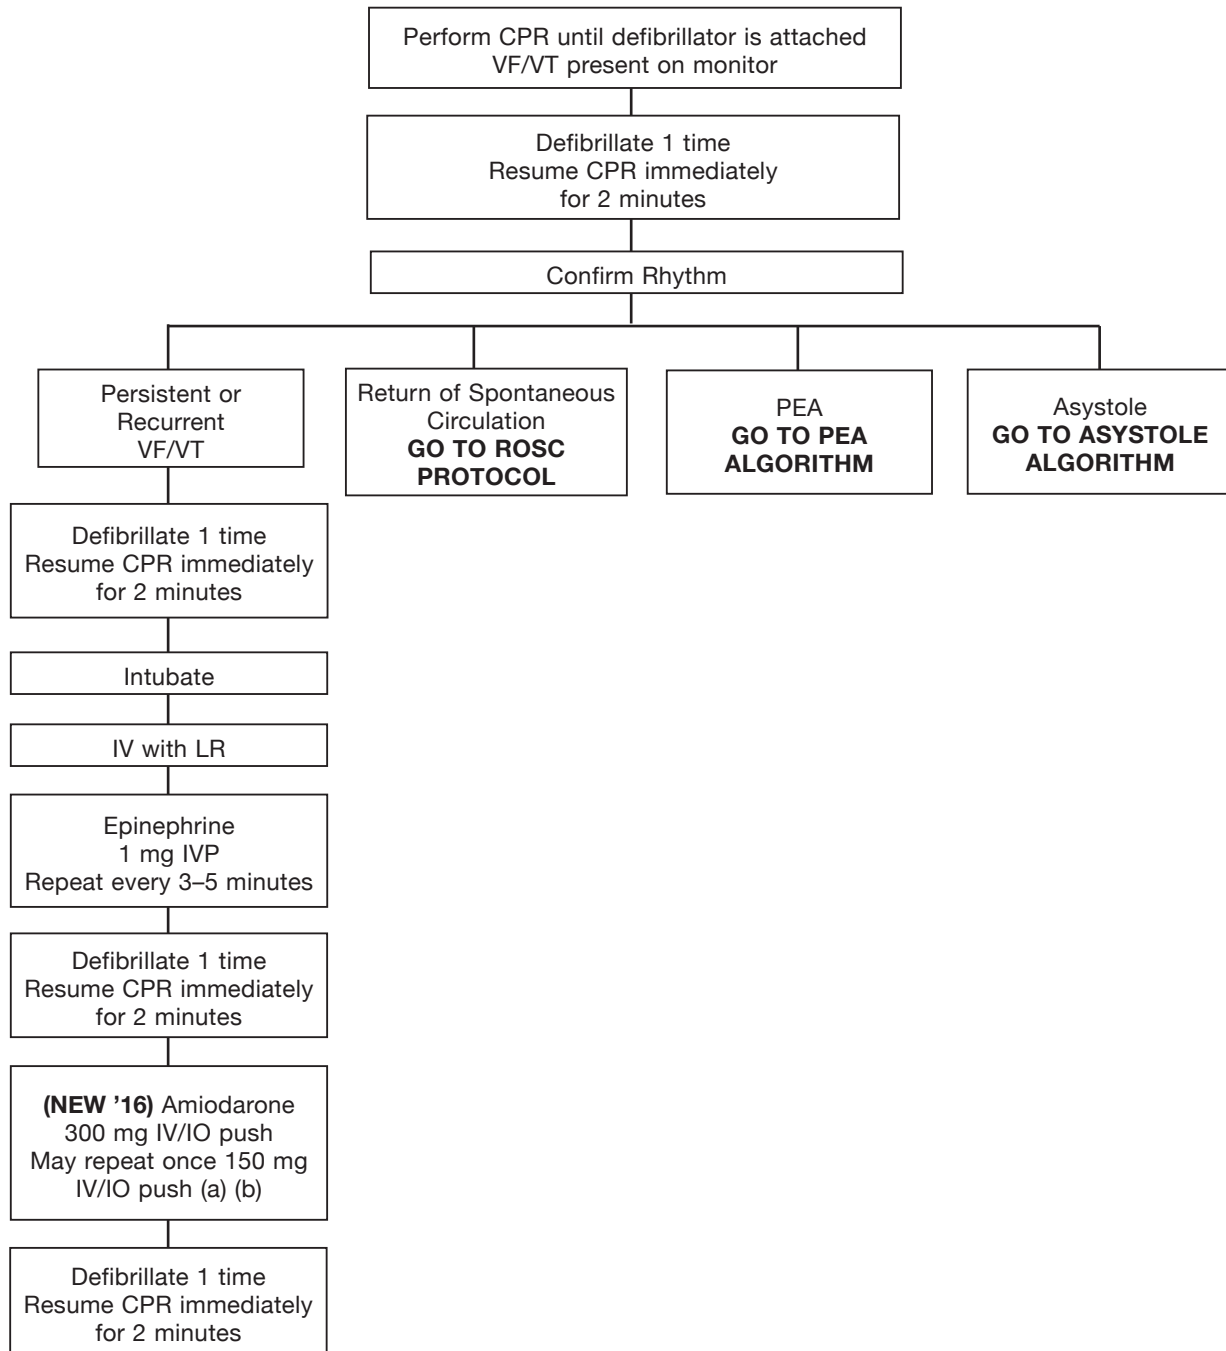 Perform CPR until defibrillator is attached
VF/VT present on monitor
Defibrillate 1 time
Resume CPR immediately
for 2 minutes
Confirm Rhythm
Persistent or
Recurrent
VF/VT
Return of Spontaneous
Circulation
GO TO ROSC
PROTOCOL
PEA
GO TO PEA
ALGORITHM
Asystole
GO TO ASYSTOLE
ALGORITHM
Defibrillate 1 time
Resume CPR immediately
for 2 minutes
Intubate
IV with LR
Epinephrine
1 mg IVP
Repeat every 3–5 minutes
Defibrillate 1 time
Resume CPR immediately
for 2 minutes
(NEW ’16) Amiodarone
300 mg IV/IO push
May repeat once 150 mg
IV/IO push (a) (b)
Defibrillate 1 time
Resume CPR immediately
for 2 minutes